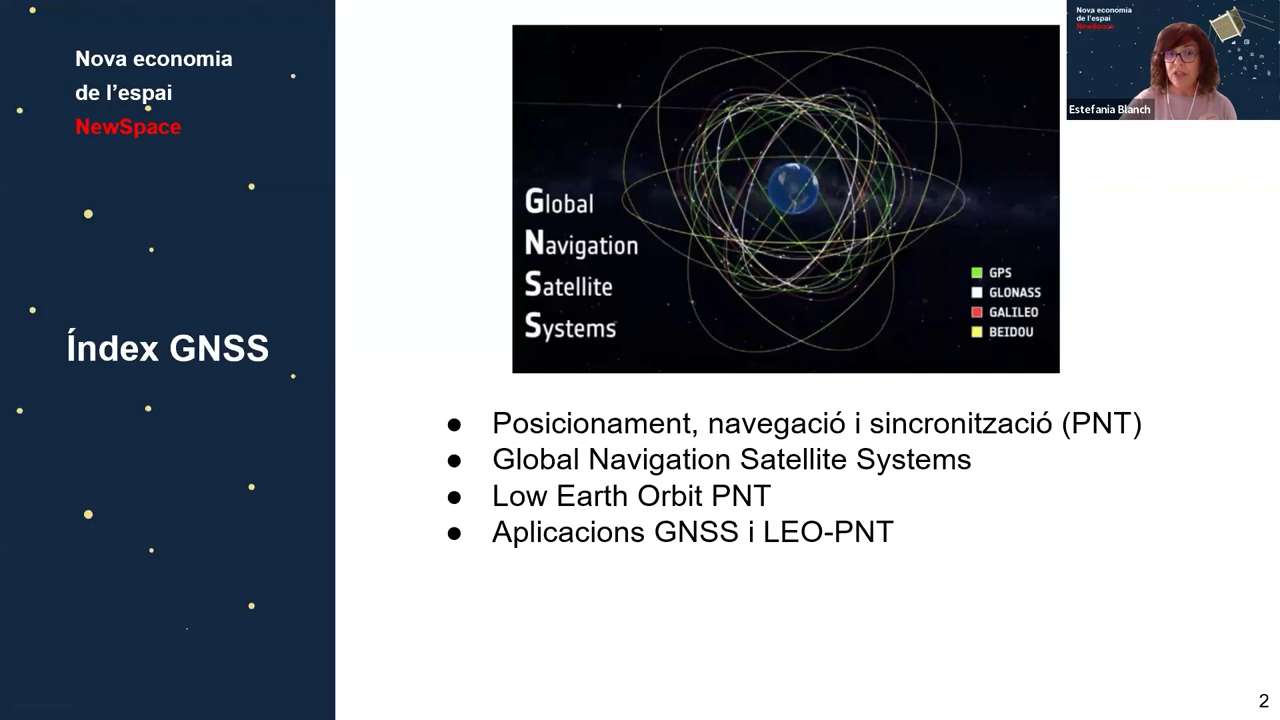 Nova economia
de l'espai
NewSpace
Índex GNSS
Global
Navigation
Satellite
Systems
GPS
GLONASS
GALILEO
BEIDOU
Nova economia
de l'espai
NewSpace
Estefania Blanch
● Posicionament, navegació i sincronització (PNT)
● Global Navigation Satellite Systems
● Low Earth Orbit PNT
● Aplicacions GNSS i LEO-PNT
2